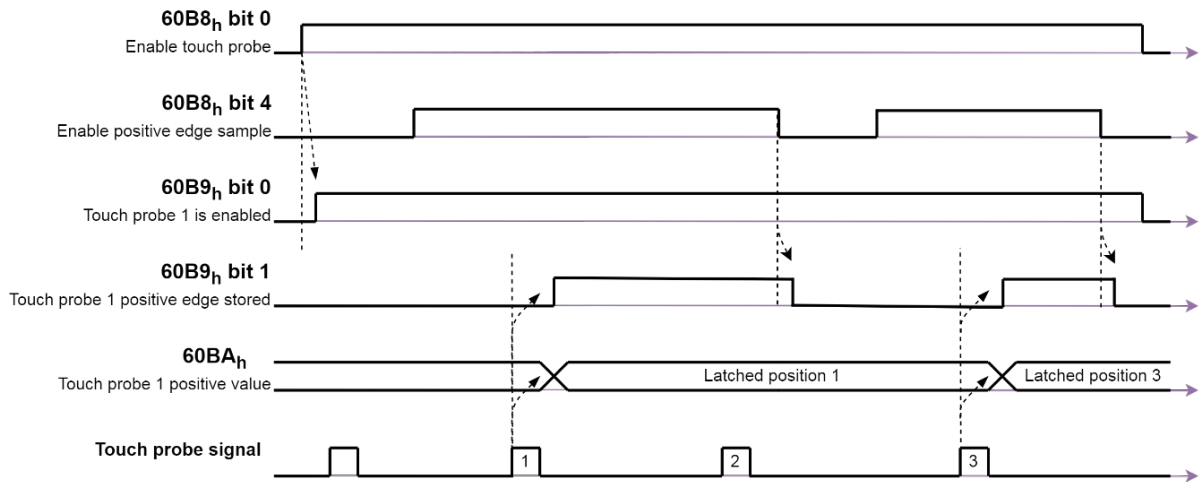 60B8h bit 0
Enable touch probe
60B8h bit 4
Enable positive edge sample
60B9h bit 0
Touch probe 1 is enabled
60B9h bit 1
Touch probe 1 positive edge stored
60BAh
Touch probe 1 positive value
Latched position 1
Latched position 3
Touch probe signal
1
2
3